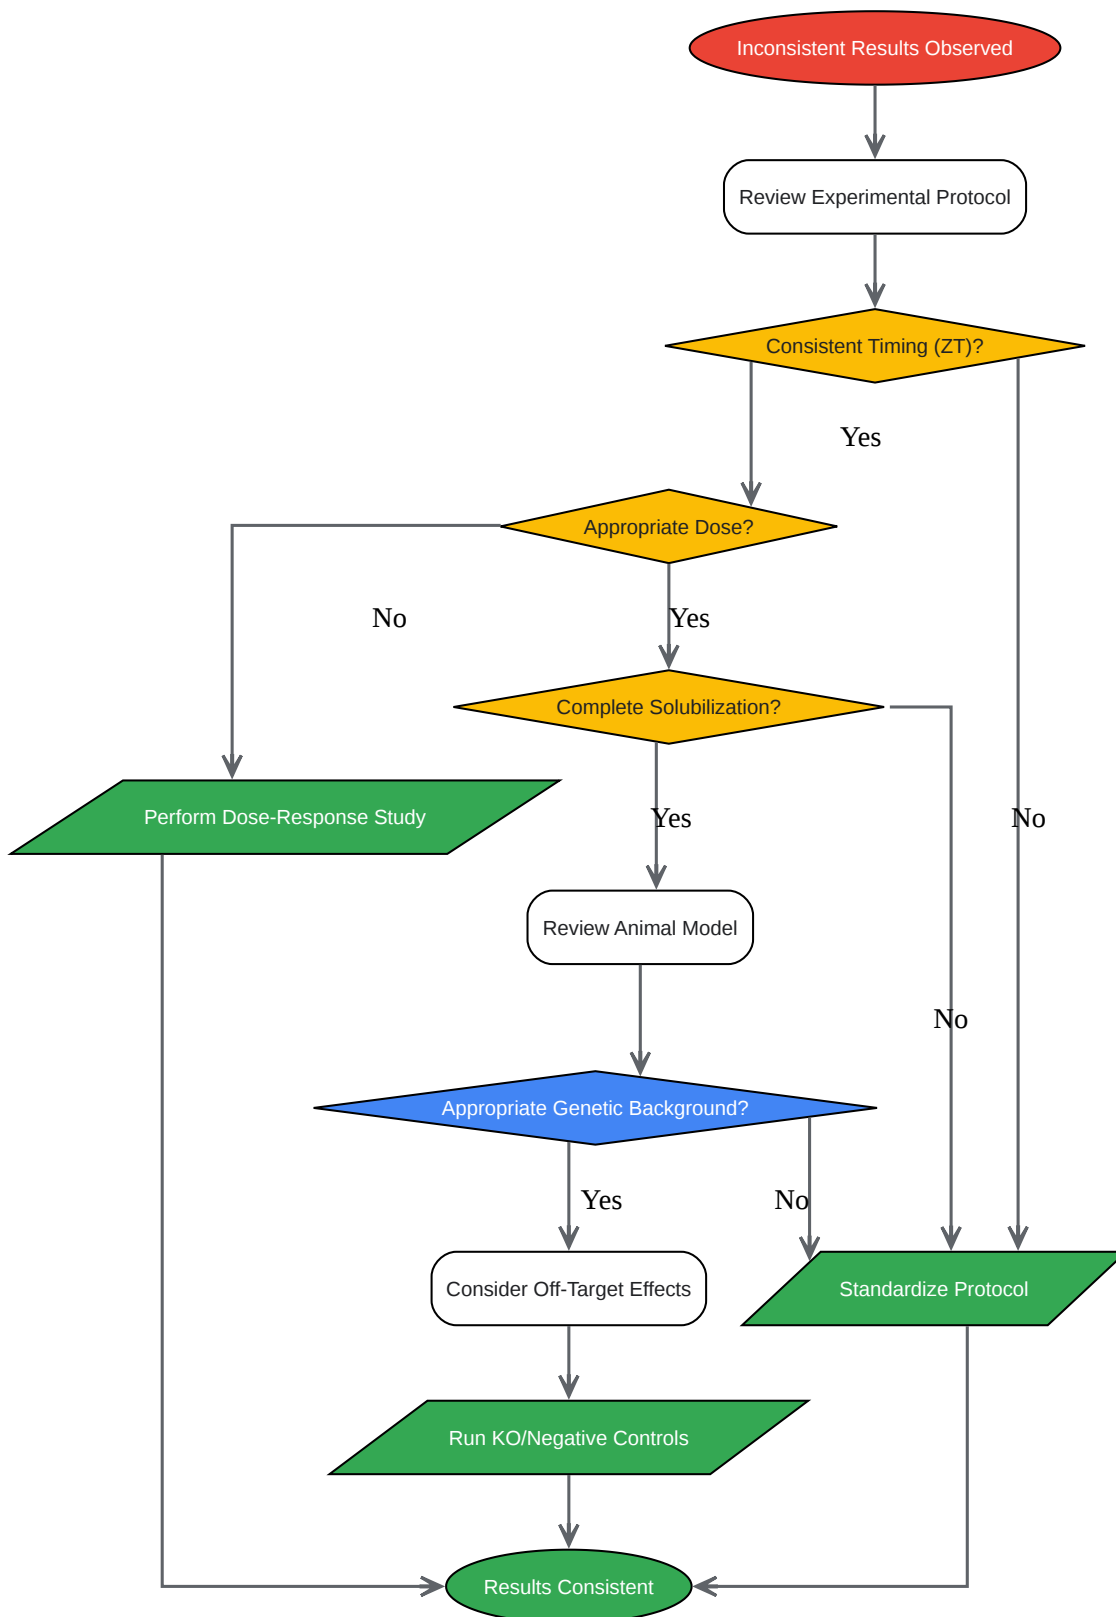 Inconsistent Results Observed
Review Experimental Protocol
Consistent Timing (ZT)?
Yes
Appropriate Dose?
No
Yes
Complete Solubilization?
Perform Dose-Response Study
Yes
No
Review Animal Model
No
Appropriate Genetic Background?
Yes
No
Consider Off-Target Effects
Standardize Protocol
Run KO/Negative Controls
Results Consistent